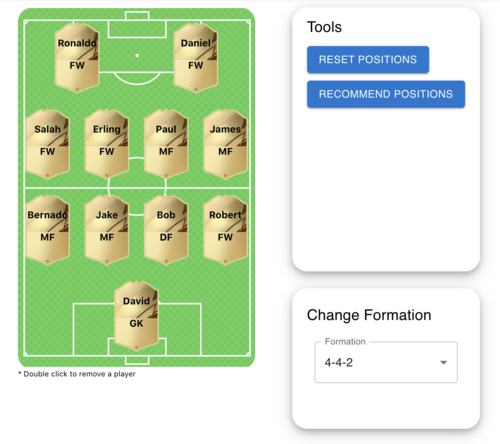 Ronaldo
FW
Daniel
FW
Salah
FW
Erling
FW
Paul
MF
James
MF
Bernado
MF
Jake
MF
Bob
DF
Robert
FW
David
GK
* Double click to remove a player
Tools
RESET POSITIONS
RECOMMEND POSITIONS
Change Formation
Formation
4-4-2